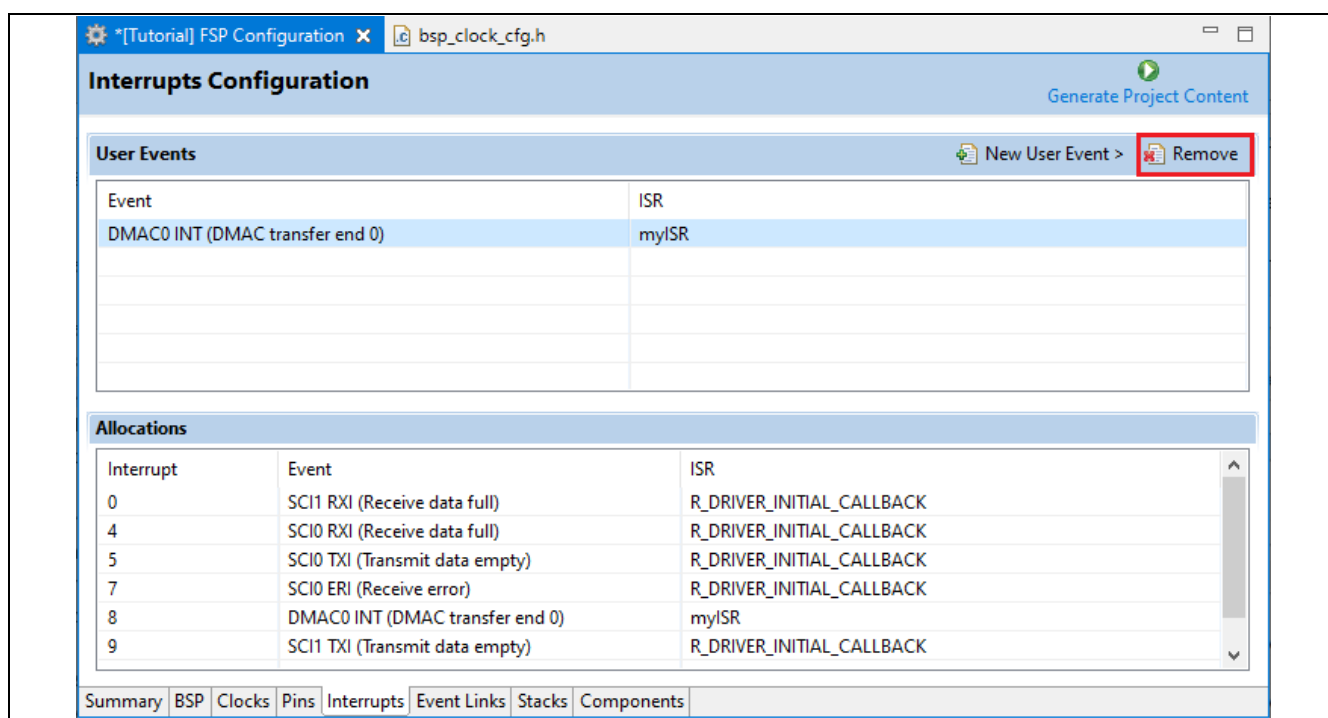 *[Tutorial] FSP Configuration bsp_clock_cfg.h
Interrupts Configuration
Generate Project Content
User Events New User Event > Remove
Event ISR
DMAC0 INT (DMAC transfer end 0) myISR
Allocations
Interrupt Event ISR
0 SCI1 RXI (Receive data full) R_DRIVER_INITIAL_CALLBACK
4 SCI0 RXI (Receive data full) R_DRIVER_INITIAL_CALLBACK
5 SCI0 TXI (Transmit data empty) R_DRIVER_INITIAL_CALLBACK
7 SCI0 ERI (Receive error) R_DRIVER_INITIAL_CALLBACK
8 DMAC0 INT (DMAC transfer end 0) myISR
9 SCI1 TXI (Transmit data empty) R_DRIVER_INITIAL_CALLBACK
Summary BSP Clocks Pins Interrupts Event Links Stacks Components